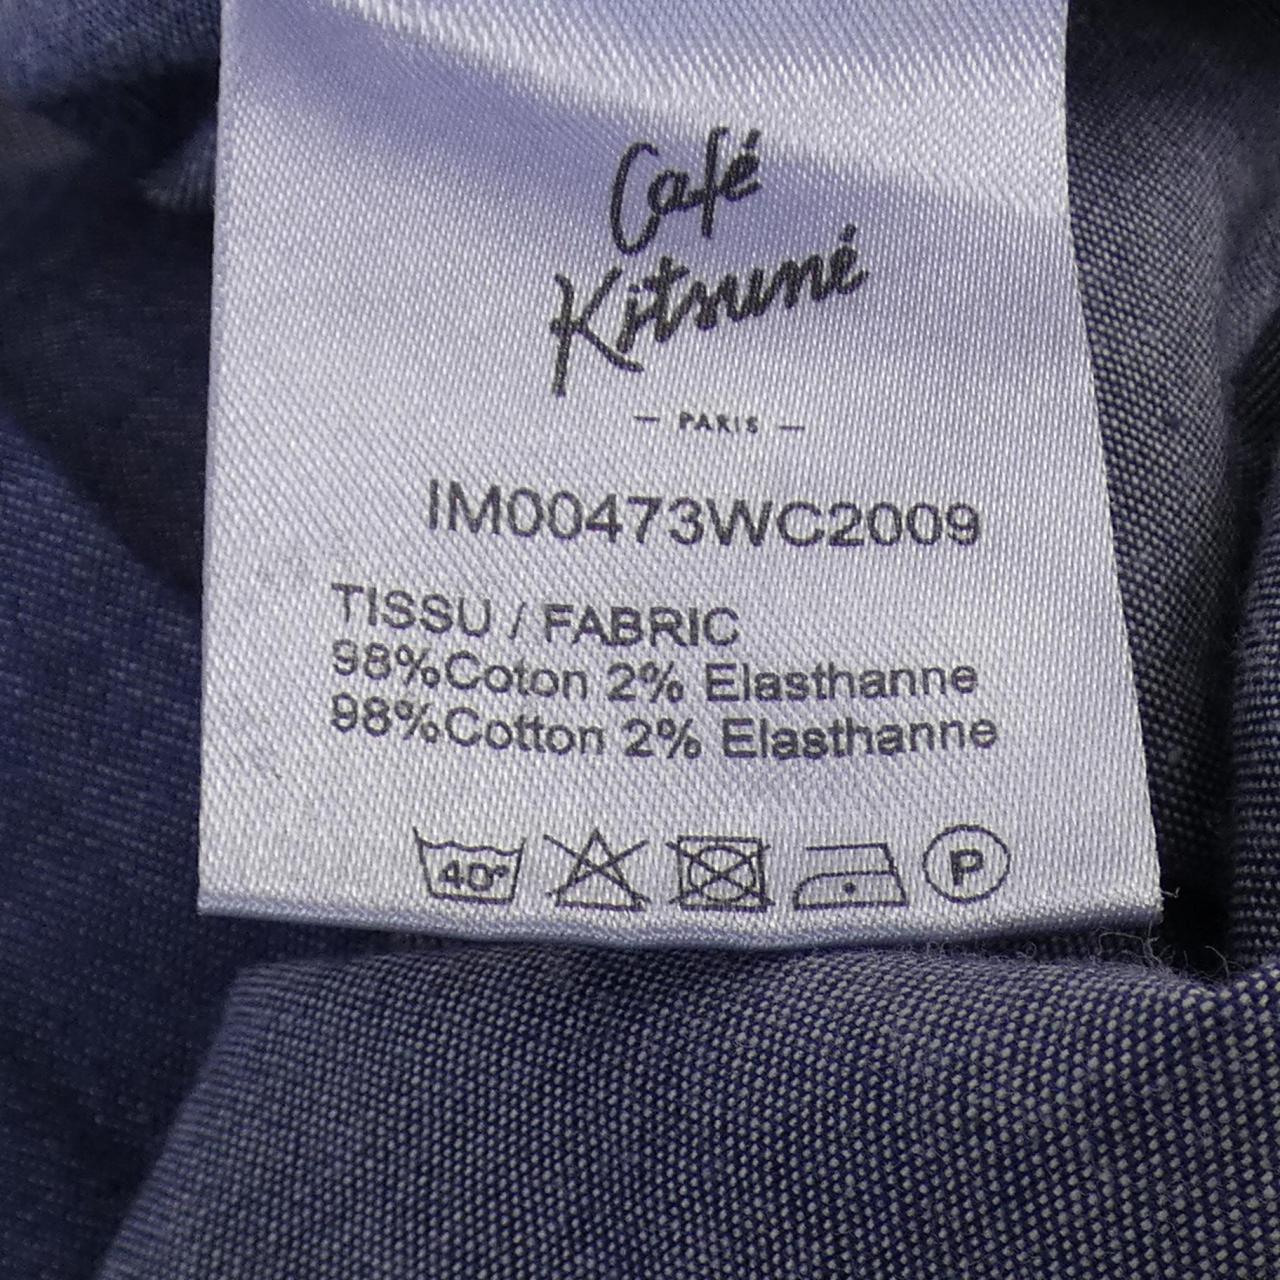 Café
Kitsuné
— PARIS —
IM00473WC2009
TISSU / FABRIC
98%Coton 2% Elasthanne
98%Cotton 2% Elasthanne
40° P